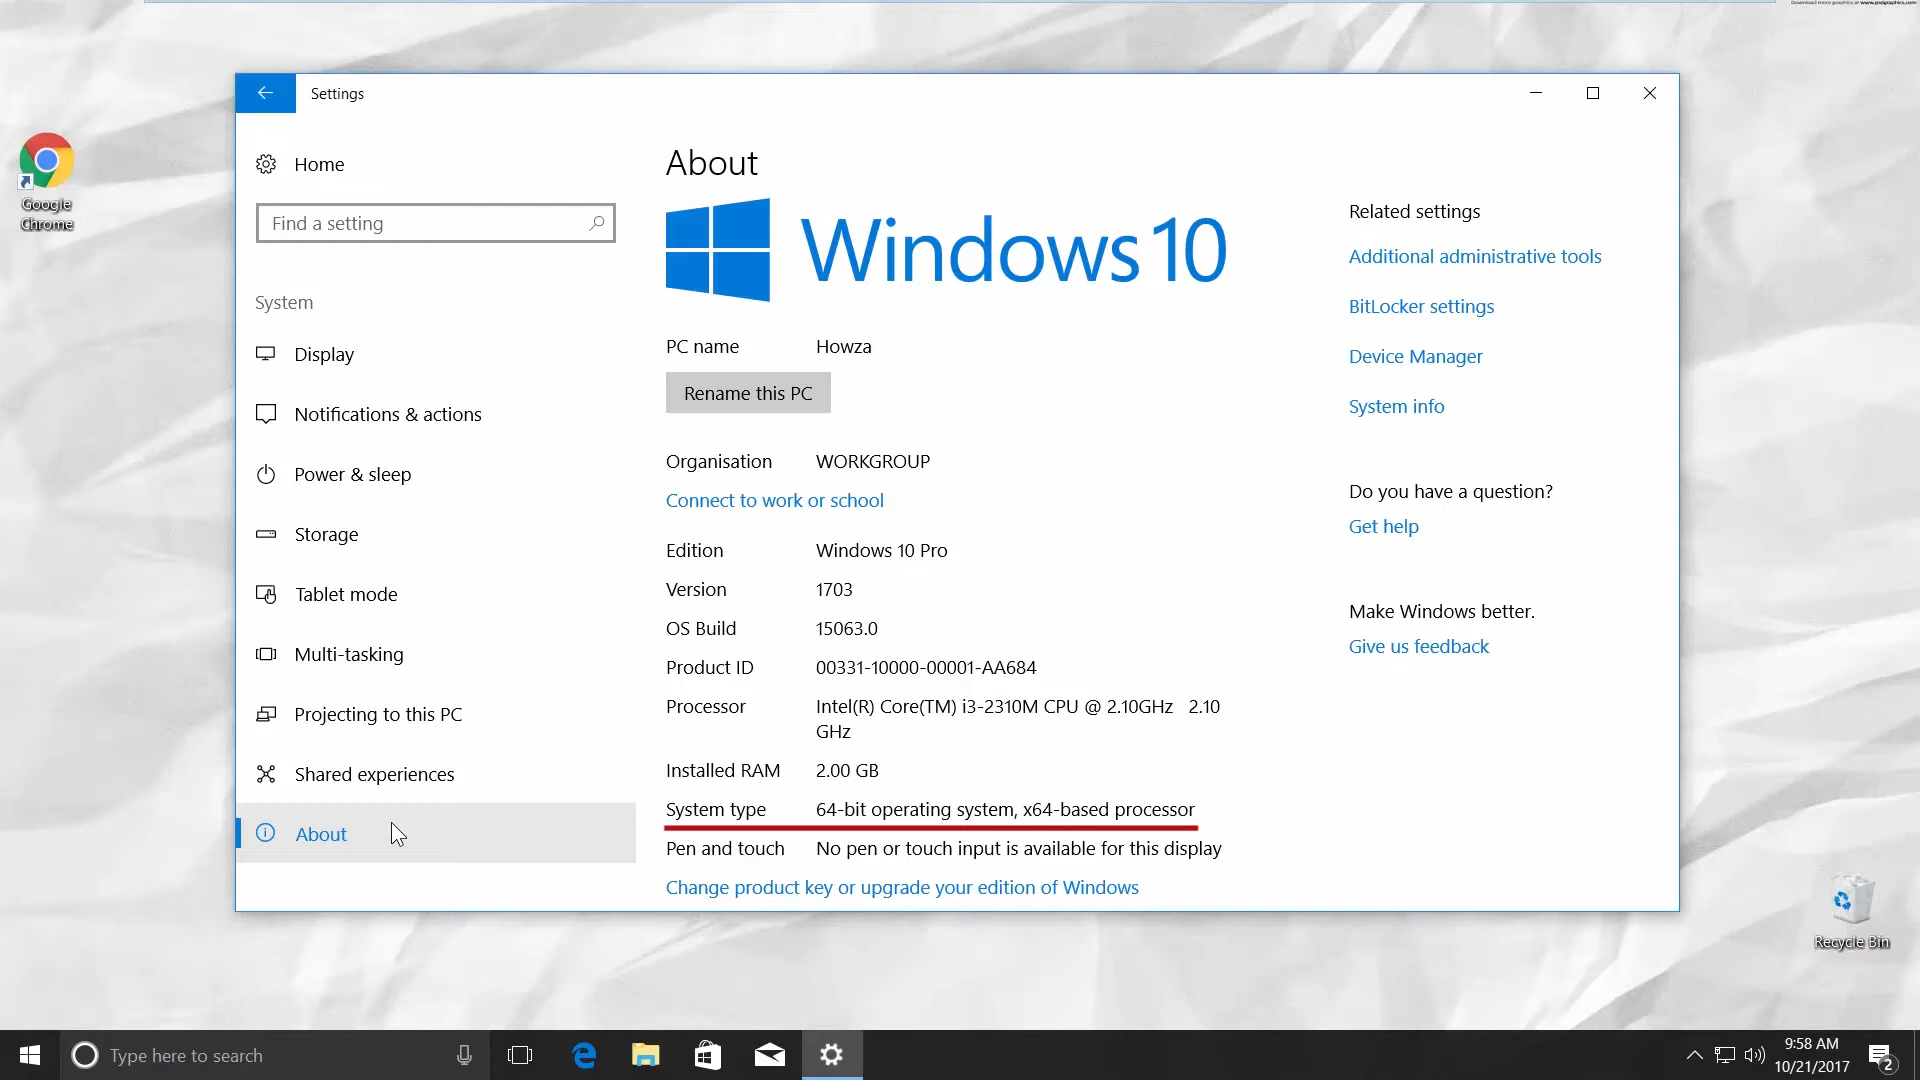 Download more graphics at www.psdgraphics.com
Settings
Google
Chrome
Home
Find a setting
System
Display
Notifications & actions
Power & sleep
Storage
Tablet mode
Multi-tasking
Projecting to this PC
Shared experiences
About
About
Windows 10
PC name Howza
Rename this PC
Organisation WORKGROUP
Connect to work or school
Edition Windows 10 Pro
Version 1703
OS Build 15063.0
Product ID 00331-10000-00001-AA684
Processor Intel(R) Core(TM) i3-2310M CPU @ 2.10GHz 2.10
GHz
Installed RAM 2.00 GB
System type 64-bit operating system, x64-based processor
Pen and touch No pen or touch input is available for this display
Change product key or upgrade your edition of Windows
Related settings
Additional administrative tools
BitLocker settings
Device Manager
System info
Do you have a question?
Get help
Make Windows better.
Give us feedback
Recycle Bin
Type here to search
9:58 AM
10/21/2017
2